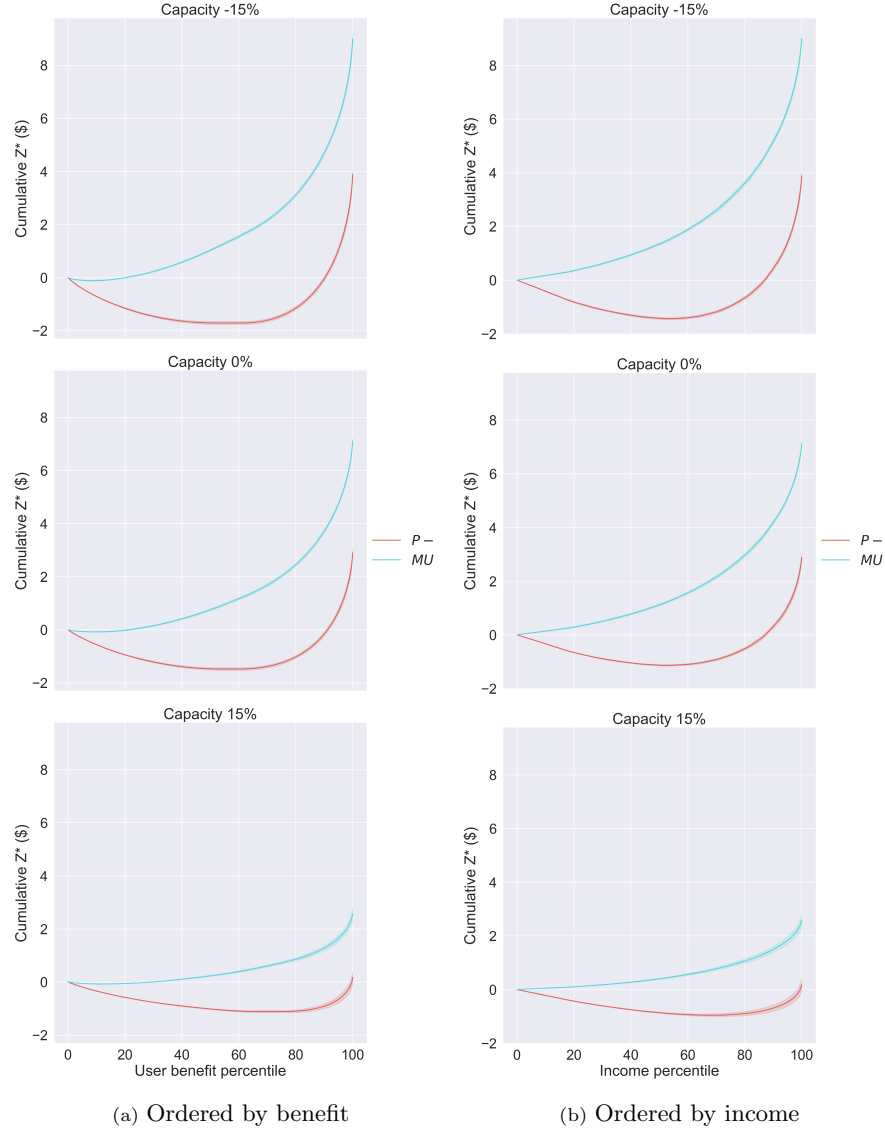 Capacity -15%
Cumulative Z* ($)
8
6
4
2
0
−2
Capacity 0%
Cumulative Z* ($)
8
6
4
2
0
−2
P −
MU
Capacity 15%
Cumulative Z* ($)
8
6
4
2
0
−2
0 20 40 60 80 100
User benefit percentile
(a) Ordered by benefit
Capacity -15%
Cumulative Z* ($)
8
6
4
2
0
−2
Capacity 0%
Cumulative Z* ($)
8
6
4
2
0
−2
P −
MU
Capacity 15%
Cumulative Z* ($)
8
6
4
2
0
−2
0 20 40 60 80 100
Income percentile
(b) Ordered by income